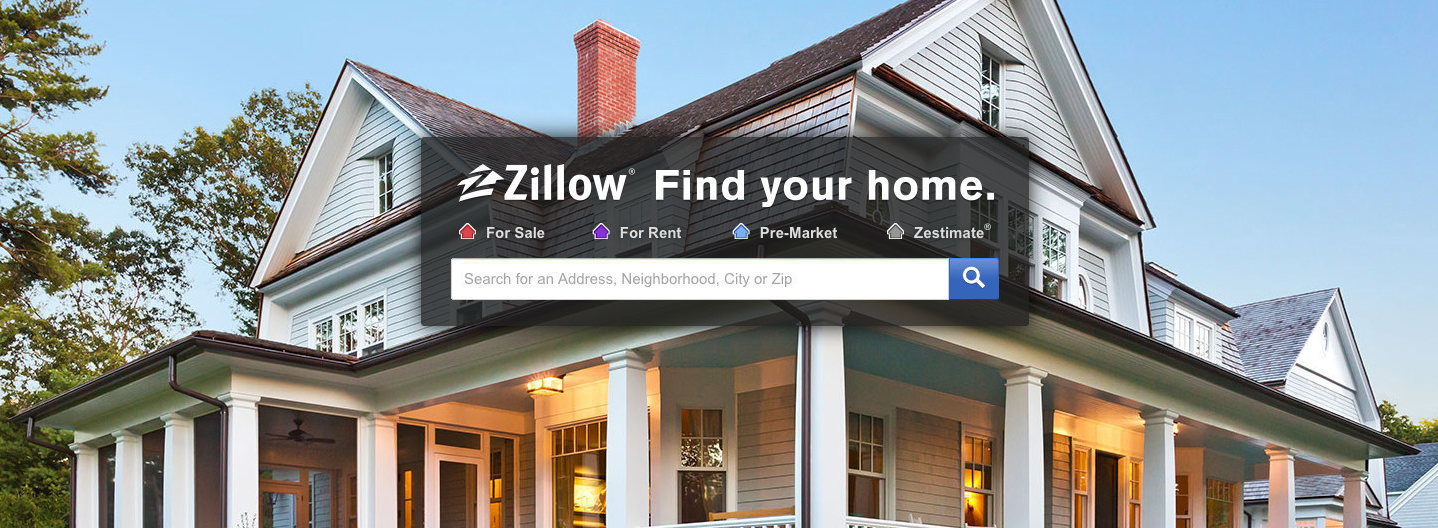 Zillow® Find your home.
For Sale For Rent Pre-Market Zestimate®
Search for an Address, Neighborhood, City or Zip